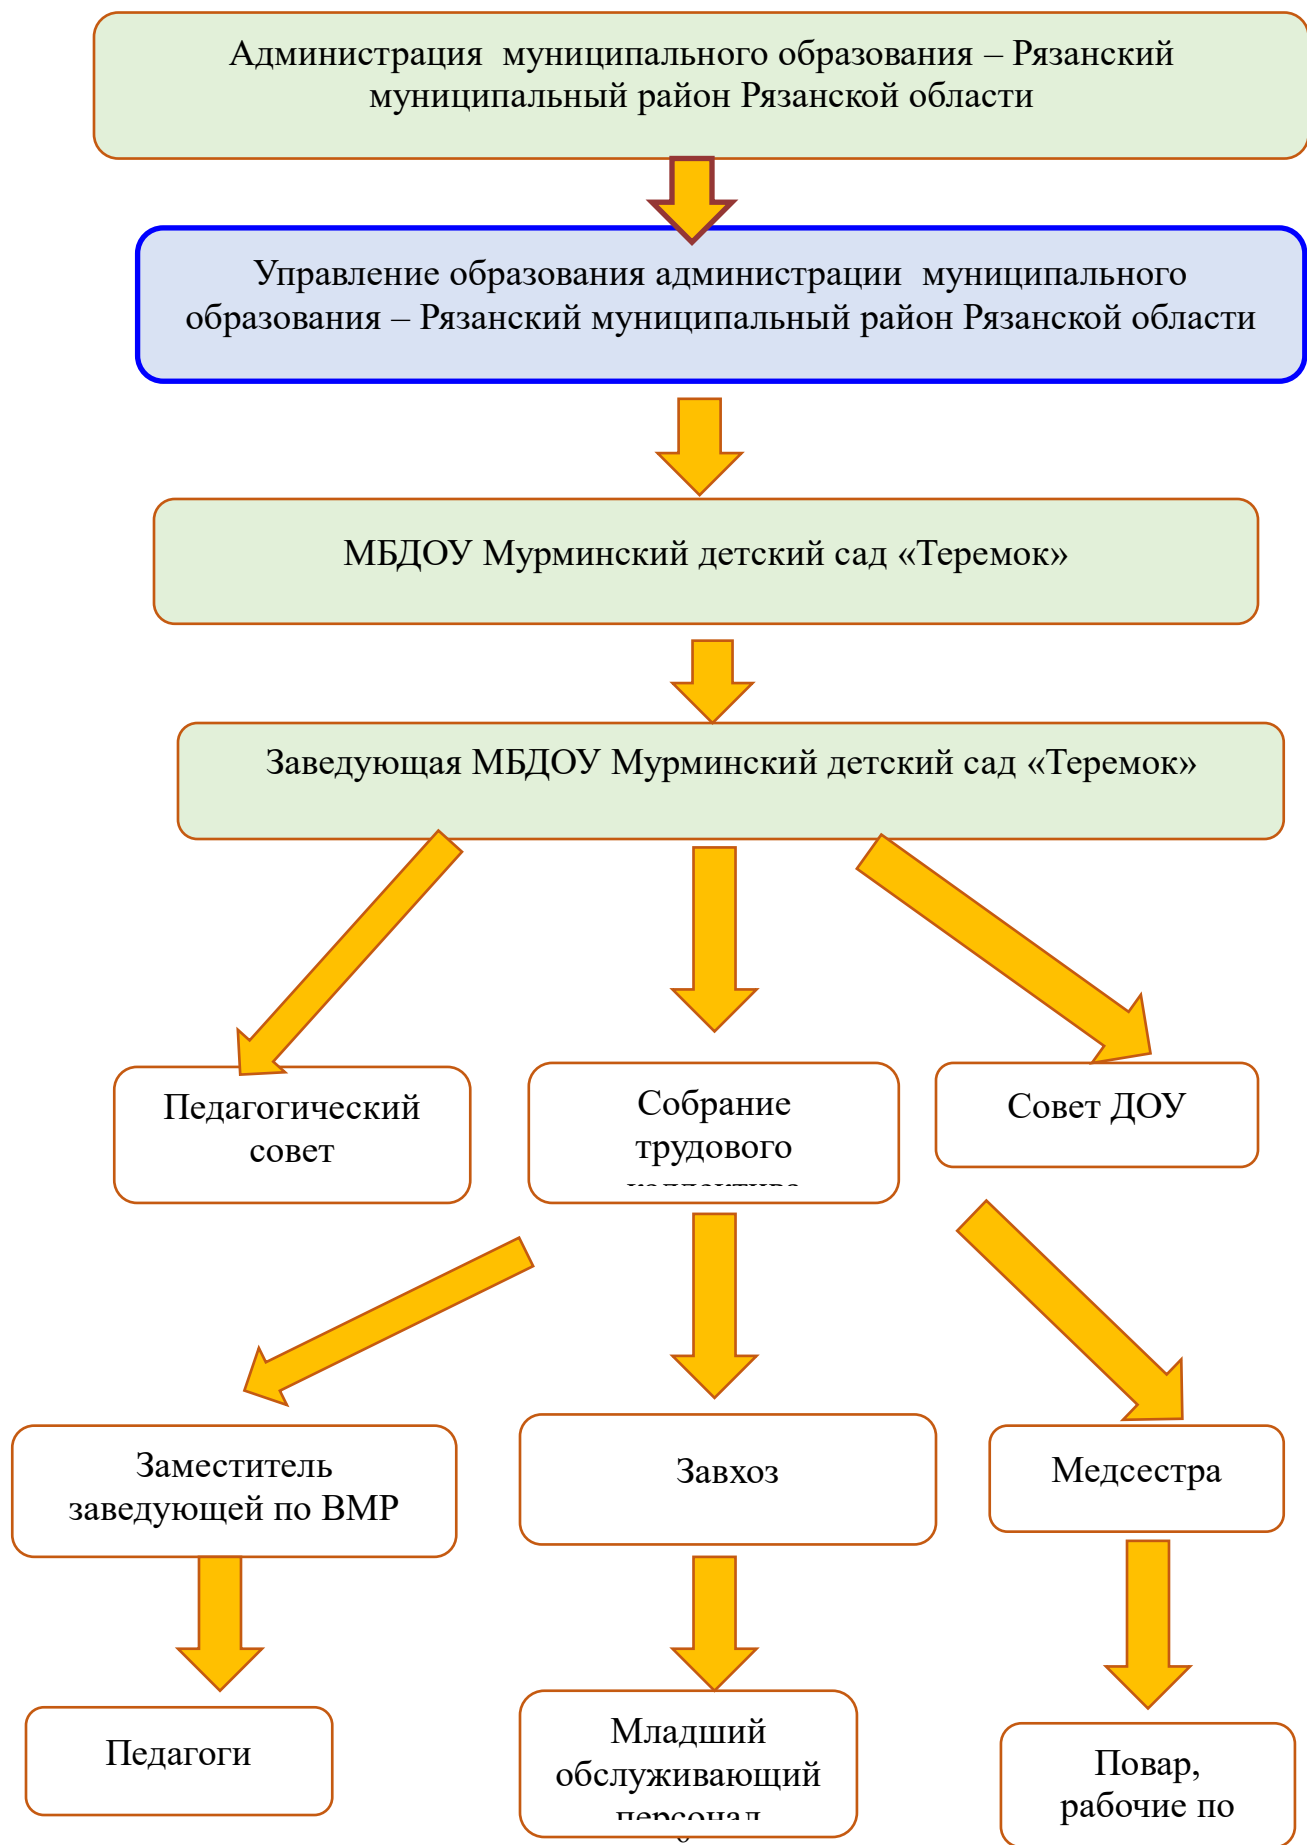 Администрация муниципального образования – Рязанский
муниципальный район Рязанской области
Управление образования администрации муниципального
образования – Рязанский муниципальный район Рязанской области
МБДОУ Мурминский детский сад «Теремок»
Заведующая МБДОУ Мурминский детский сад «Теремок»
Педагогический
совет
Собрание
трудового
коллектива
Совет ДОУ
Заместитель
заведующей по ВМР
Завхоз
Медсестра
Педагоги
Младший
обслуживающий
персонал
Повар,
рабочие по